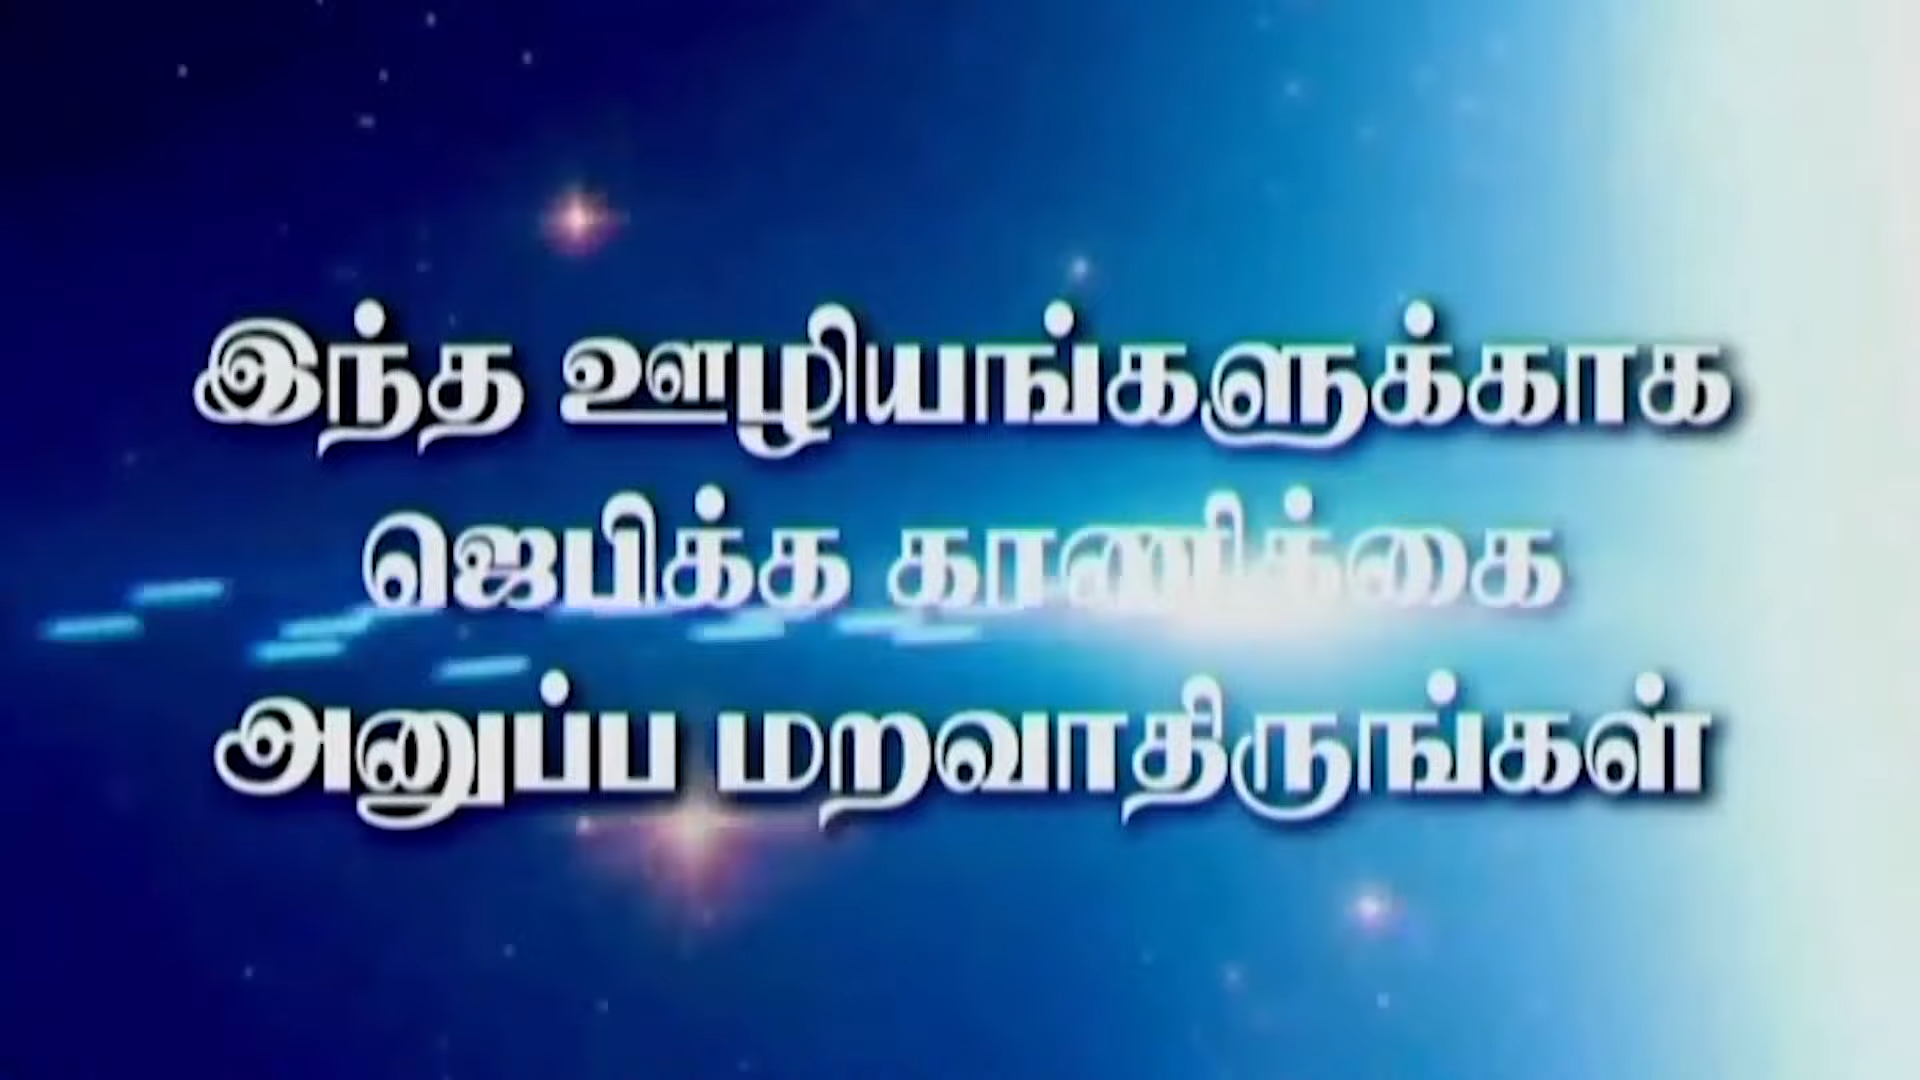 இந்த ஊழியங்களுக்காக
ஜெபிக்க காணிக்கை
அனுப்ப மறவாதிருங்கள்